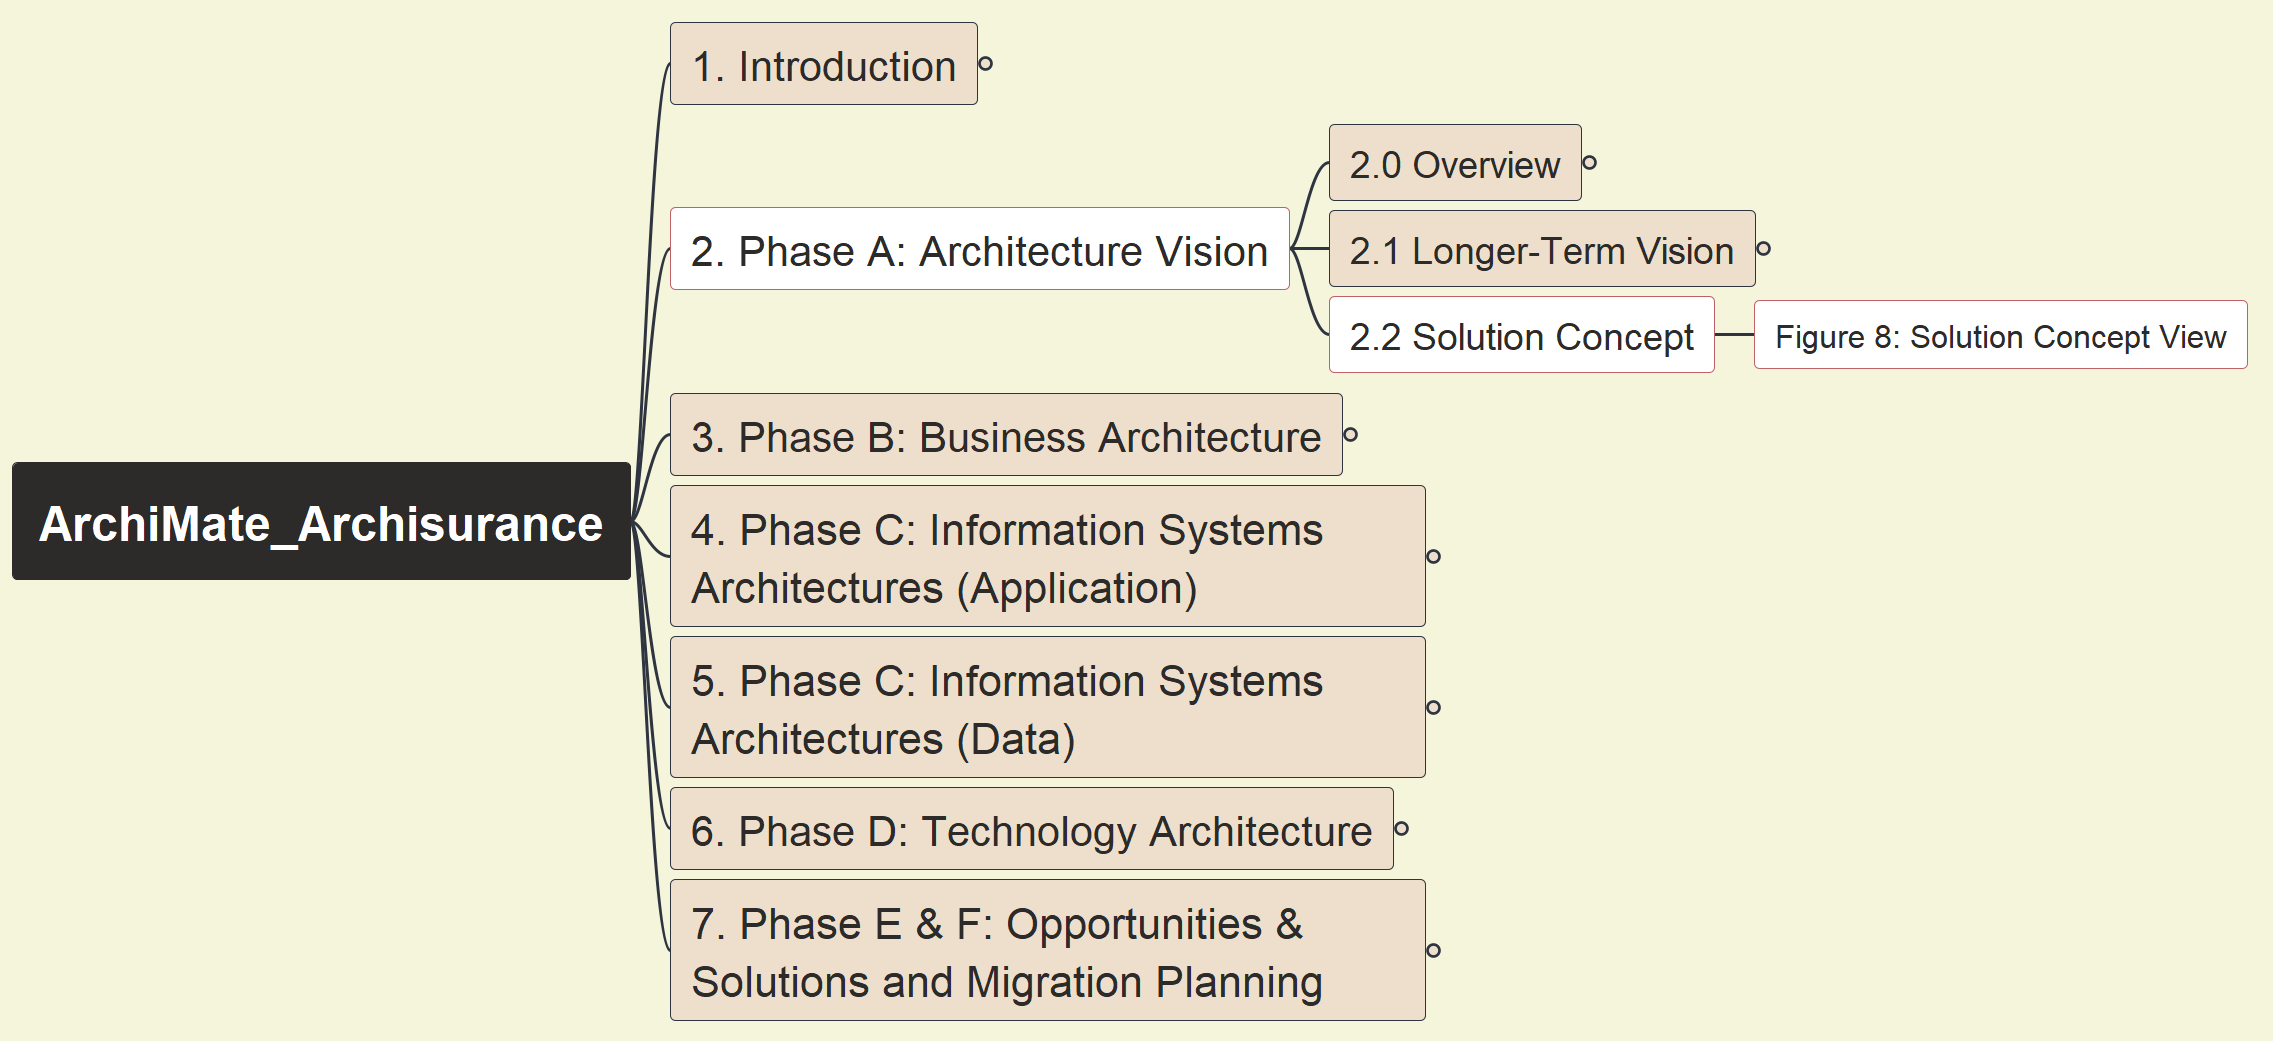 ArchiMate_Archisurance
1. Introduction
2. Phase A: Architecture Vision
2.0 Overview
2.1 Longer-Term Vision
2.2 Solution Concept
Figure 8: Solution Concept View
3. Phase B: Business Architecture
4. Phase C: Information Systems
Architectures (Application)
5. Phase C: Information Systems
Architectures (Data)
6. Phase D: Technology Architecture
7. Phase E & F: Opportunities &
Solutions and Migration Planning